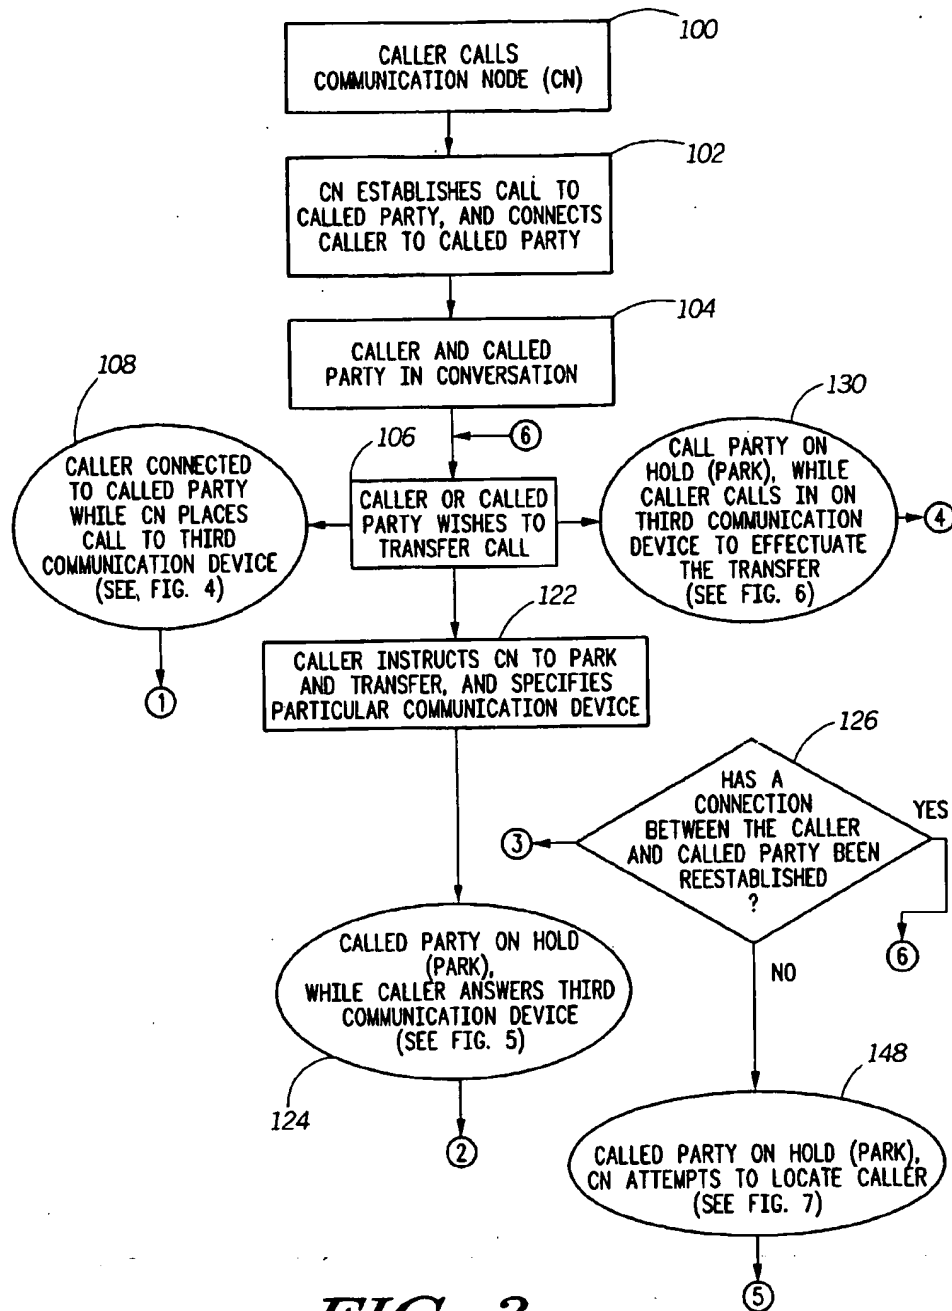 100
CALLER CALLS
COMMUNICATION NODE (CN)
102
CN ESTABLISHES CALL TO
CALLED PARTY, AND CONNECTS
CALLER TO CALLED PARTY
104
CALLER AND CALLED
PARTY IN CONVERSATION
108
CALLER CONNECTED
TO CALLED PARTY
WHILE CN PLACES
CALL TO THIRD
COMMUNICATION DEVICE
(SEE, FIG. 4)
1
106
6
CALLER OR CALLED
PARTY WISHES TO
TRANSFER CALL
130
CALL PARTY ON
HOLD (PARK), WHILE
CALLER CALLS IN ON
THIRD COMMUNICATION
DEVICE TO EFFECTUATE
THE TRANSFER
(SEE FIG. 6)
4
122
CALLER INSTRUCTS CN TO PARK
AND TRANSFER, AND SPECIFIES
PARTICULAR COMMUNICATION DEVICE
126
HAS A
CONNECTION
BETWEEN THE CALLER
AND CALLED PARTY BEEN
REESTABLISHED
?
YES
3
6
NO
CALLED PARTY ON HOLD
(PARK),
WHILE CALLER ANSWERS THIRD
COMMUNICATION DEVICE
(SEE FIG. 5)
124
2
148
CALLED PARTY ON HOLD (PARK),
CN ATTEMPTS TO LOCATE CALLER
(SEE FIG. 7)
5
FIG. 3